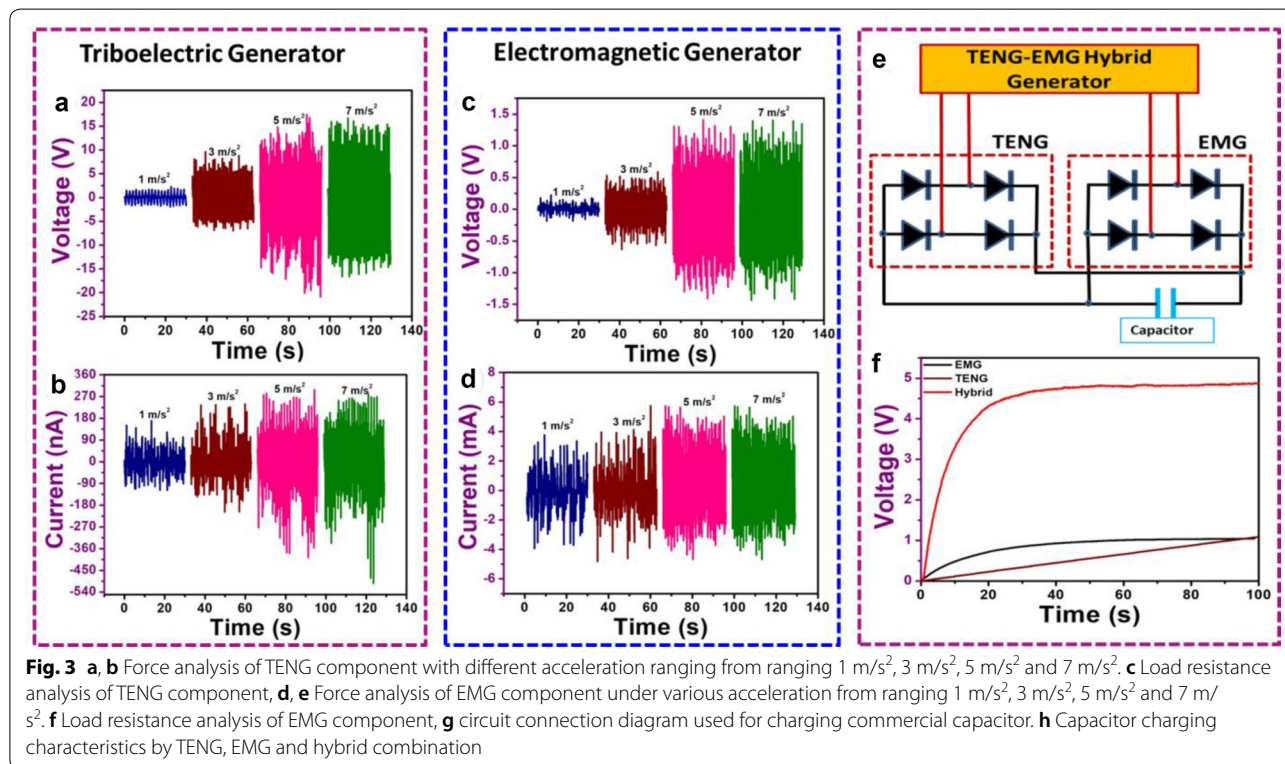 Triboelectric Generator
a
Voltage (V)
25
20
15
10
5
0
-5
-10
-15
-20
-25
1 m/s²
3 m/s²
5 m/s²
7 m/s²
0 20 40 60 80 100 120 140
Time (s)
b
Current (nA)
360
270
180
90
0
-90
-180
-270
-360
-450
-540
1 m/s²
3 m/s²
5 m/s²
7 m/s²
0 20 40 60 80 100 120 140
Time (s)
Electromagnetic Generator
c
Voltage (V)
1.5
1.0
0.5
0.0
-0.5
-1.0
-1.5
1 m/s²
3 m/s²
5 m/s²
7 m/s²
0 20 40 60 80 100 120 140
Time (s)
d
Current (mA)
8
6
4
2
0
-2
-4
-6
1 m/s²
3 m/s²
5 m/s²
7 m/s²
0 20 40 60 80 100 120 140
Time (s)
e
TENG-EMG Hybrid
Generator
TENG
EMG
Capacitor
f
Voltage (V)
5
4
3
2
1
0
EMG
TENG
Hybrid
0 20 40 60 80 100
Time (s)
Fig. 3 a, b Force analysis of TENG component with different acceleration ranging from ranging 1 m/s², 3 m/s², 5 m/s² and 7 m/s². c Load resistance
analysis of TENG component, d, e Force analysis of EMG component under various acceleration from ranging 1 m/s², 3 m/s², 5 m/s² and 7 m/
s². f Load resistance analysis of EMG component, g circuit connection diagram used for charging commercial capacitor. h Capacitor charging
characteristics by TENG, EMG and hybrid combination